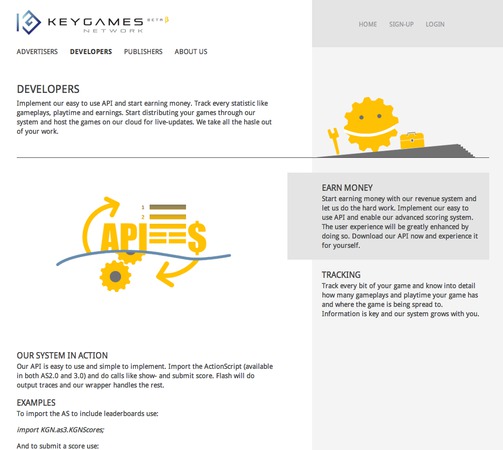 KEYGAMES BETA β
NETWORK
HOME SIGN-UP LOGIN
ADVERTISERS DEVELOPERS PUBLISHERS ABOUT US
DEVELOPERS
Implement our easy to use API and start earning money. Track every statistic like
gameplays, playtime and earnings. Start distributing your games through our
system and host the games on our cloud for live-updates. We take all the hasle out
of your work.
EARN MONEY
Start earning money with our revenue system and
let us do the hard work. Implement our easy to
use API and enable our advanced scoring system.
The user experience will be greatly enhanced by
doing so. Download our API now and experience it
for yourself.
1
2
API $
TRACKING
Track every bit of your game and know into detail
how many gameplays and playtime your game has
and where the game is being spread to.
Information is key and our system grows with you.
OUR SYSTEM IN ACTION
Our API is easy to use and simple to implement. Import the ActionScript (available
in both AS2.0 and 3.0) and do calls like show- and submit score. Flash will do
output traces and our wrapper handles the rest.
EXAMPLES
To import the AS to include leaderboards use:
import KGN.as3.KGNScores;
And to submit a score use: